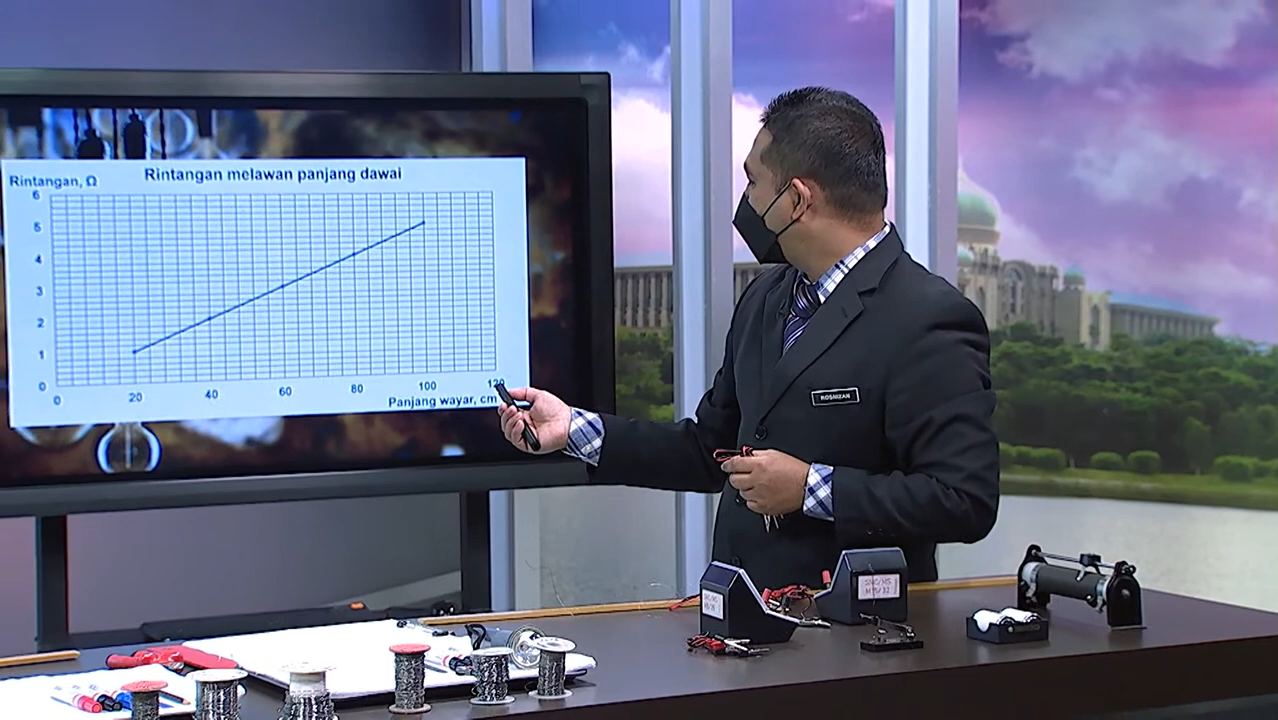 Rintangan melawan panjang dawai
Rintangan, Ω
6
5
4
3
2
1
0
0 20 40 60 80 100 120
Panjang wayar, cm
ROSMIZAN